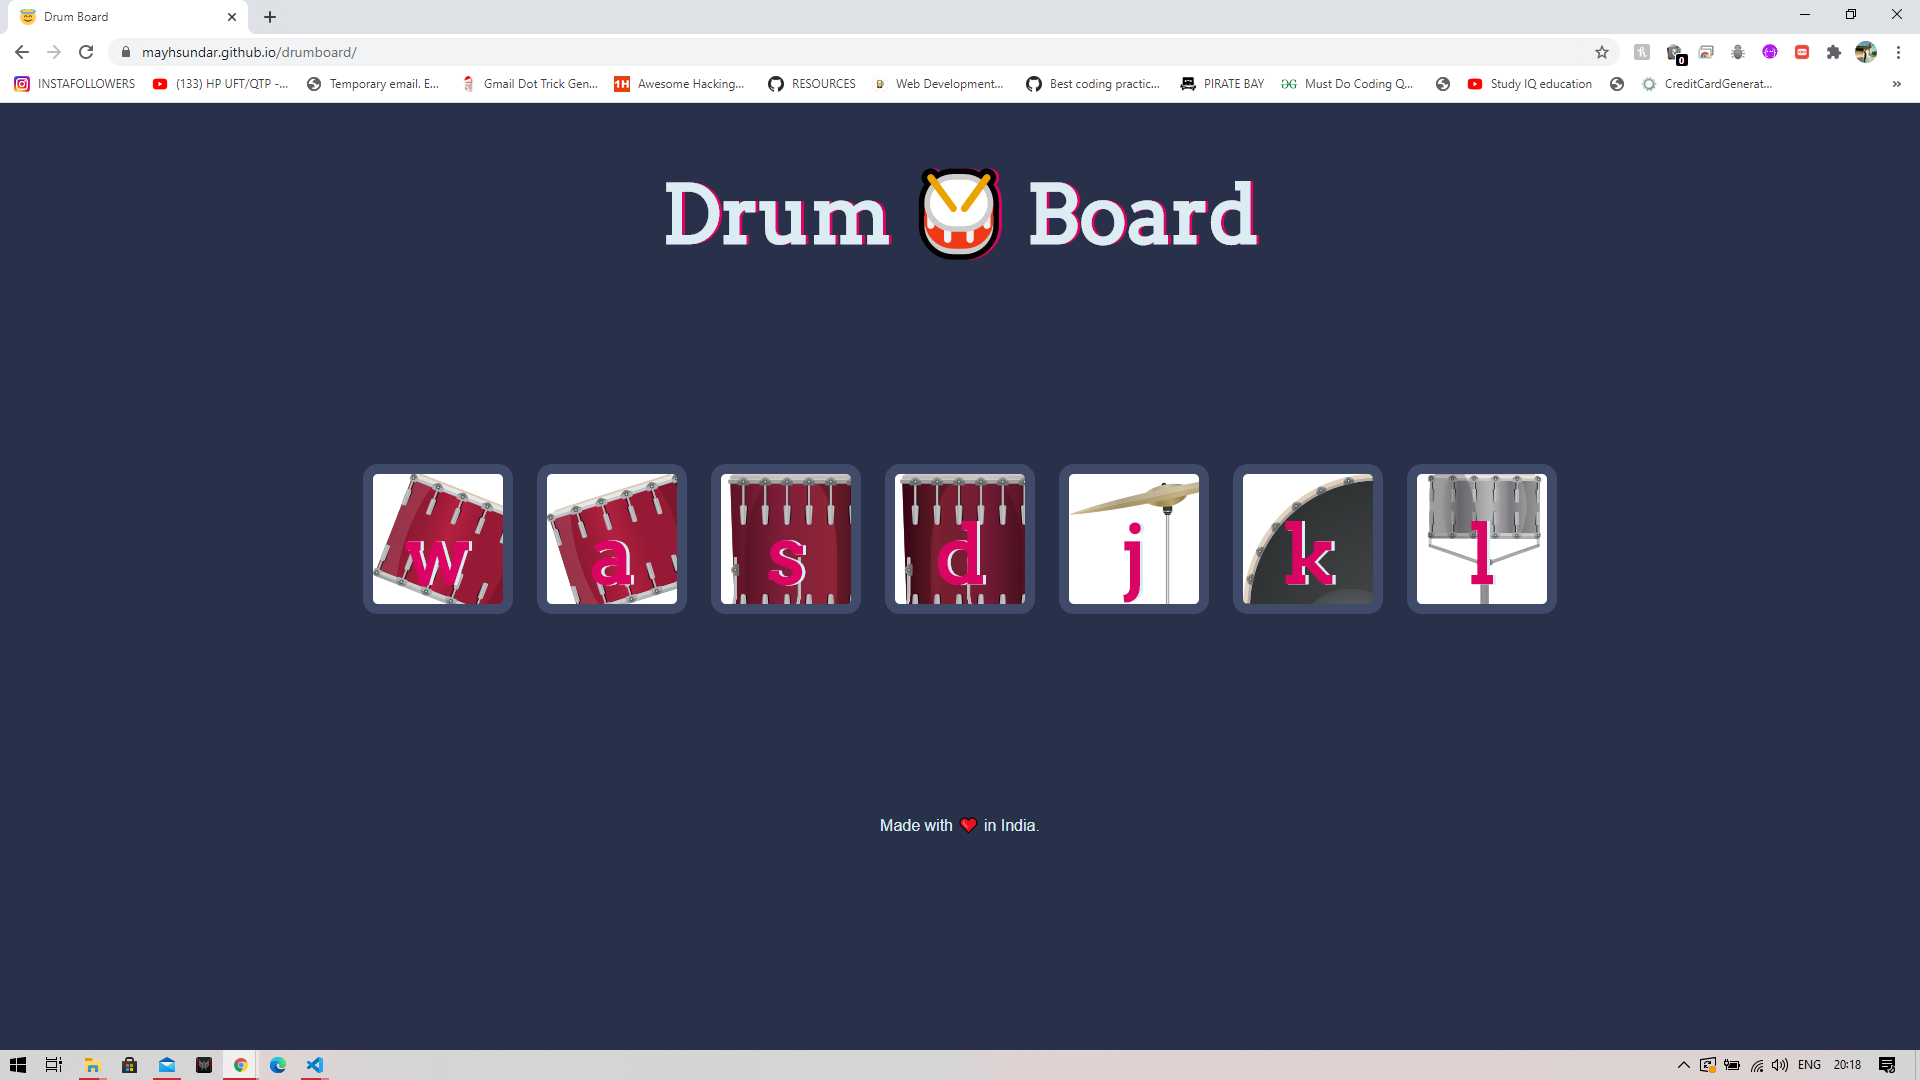 Drum Board
mayhsundar.github.io/drumboard/
0
INSTAFOLLOWERS (133) HP UFT/QTP -... Temporary email. E... Gmail Dot Trick Gen... 1H Awesome Hacking... RESOURCES Web Development... Best coding practic... PIRATE BAY Must Do Coding Q... Study IQ education CreditCardGenerat... »
Drum 🥁 Board
w a s d j k l
Made with ❤️ in India.
ENG 20:18